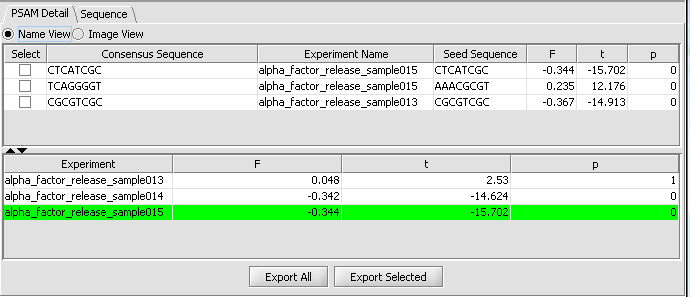 PSAM Detail Sequence
Name View Image View
Select Consensus Sequence Experiment Name Seed Sequence F t p
CTCATCGC alpha_factor_release_sample015 CTCATCGC -0.344 -15.702 0
TCAGGGGT alpha_factor_release_sample015 AAACGCGT 0.235 12.176 0
CGCGTCGC alpha_factor_release_sample013 CGCGTCGC -0.367 -14.913 0
Experiment F t p
alpha_factor_release_sample013 0.048 2.53 1
alpha_factor_release_sample014 -0.342 -14.624 0
alpha_factor_release_sample015 -0.344 -15.702 0
Export All Export Selected